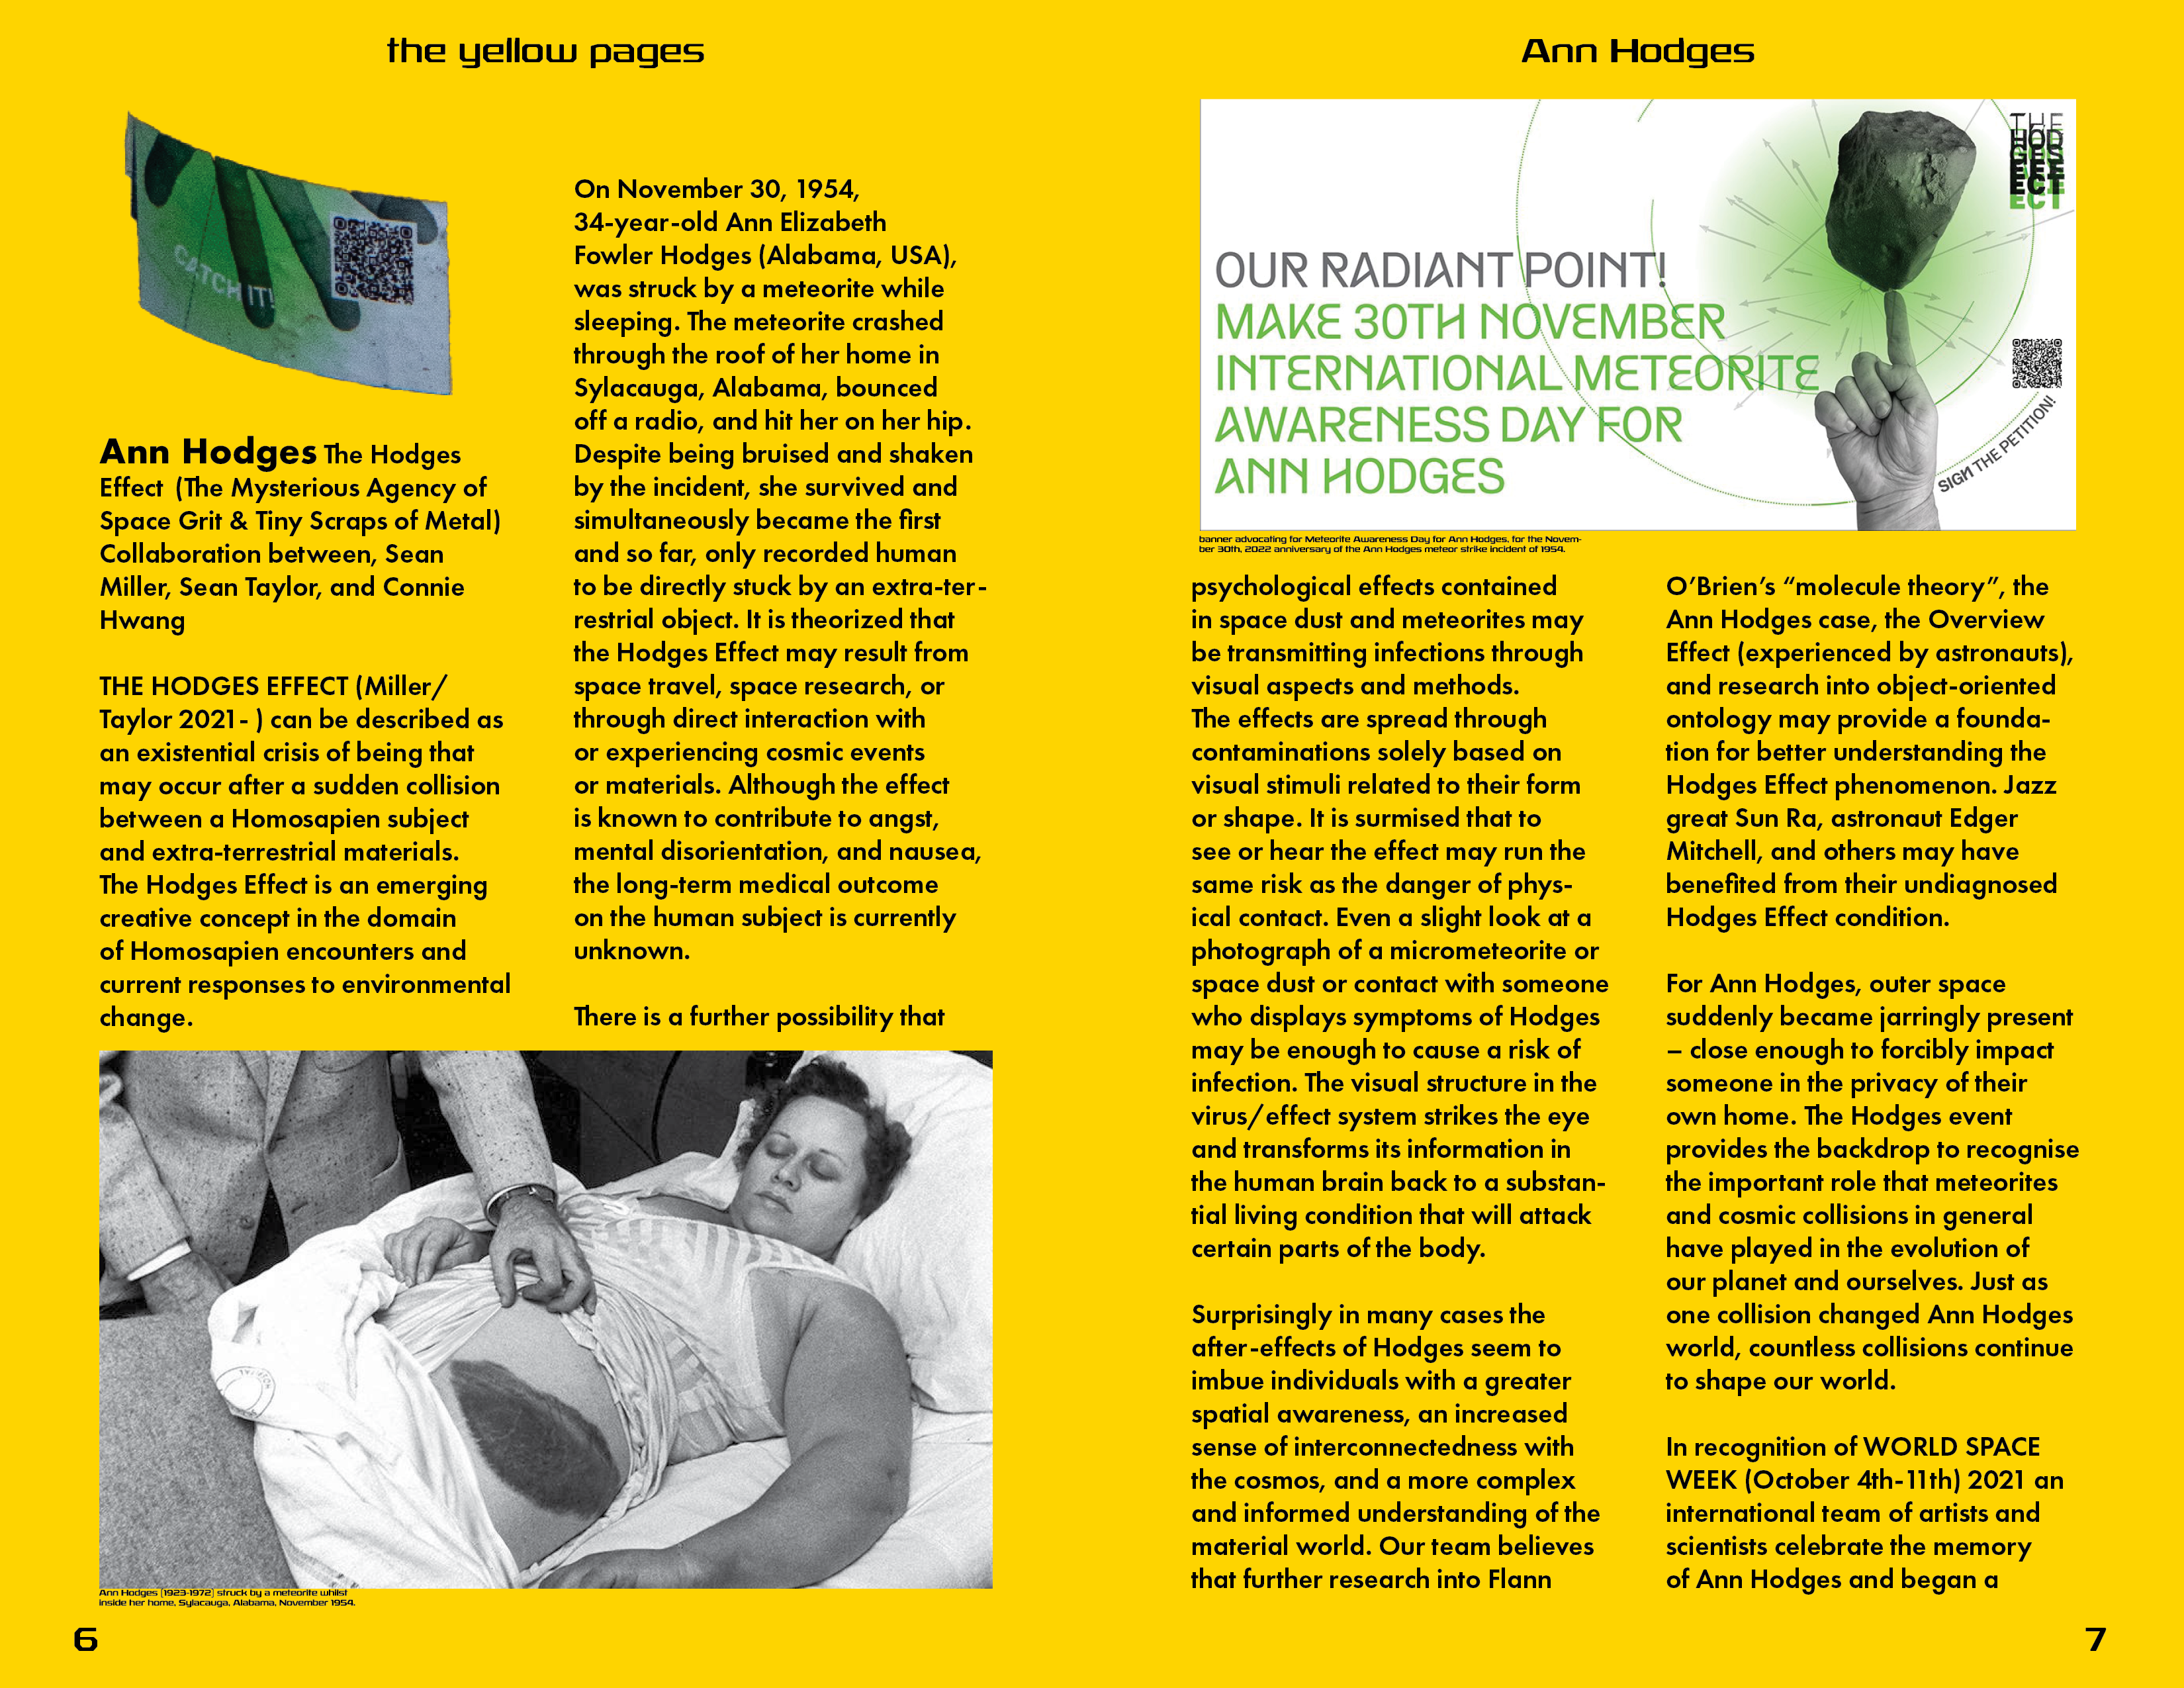 the yellow pages
CATCH IT!
Ann Hodges The Hodges
Effect (The Mysterious Agency of
Space Grit & Tiny Scraps of Metal)
Collaboration between, Sean
Miller, Sean Taylor, and Connie
Hwang
THE HODGES EFFECT (Miller/
Taylor 2021- ) can be described as
an existential crisis of being that
may occur after a sudden collision
between a Homosapien subject
and extra-terrestrial materials.
The Hodges Effect is an emerging
creative concept in the domain
of Homosapien encounters and
current responses to environmental
change.
On November 30, 1954,
34-year-old Ann Elizabeth
Fowler Hodges (Alabama, USA),
was struck by a meteorite while
sleeping. The meteorite crashed
through the roof of her home in
Sylacauga, Alabama, bounced
off a radio, and hit her on her hip.
Despite being bruised and shaken
by the incident, she survived and
simultaneously became the first
and so far, only recorded human
to be directly stuck by an extra-ter-
restrial object. It is theorized that
the Hodges Effect may result from
space travel, space research, or
through direct interaction with
or experiencing cosmic events
or materials. Although the effect
is known to contribute to angst,
mental disorientation, and nausea,
the long-term medical outcome
on the human subject is currently
unknown.
There is a further possibility that
Ann Hodges (1923-1972) struck by a meteorite whilst
inside her home, Sylacauga, Alabama, November 1954.
6
Ann Hodges
THE
HOD
GES
EFF
ECT
OUR RADIANT POINT!
MAKE 30TH NOVEMBER
INTERNATIONAL METEORITE
AWARENESS DAY FOR
ANN HODGES
SIGN THE PETITION!
banner advocating for Meteorite Awareness Day for Ann Hodges, for the Novem-
ber 30th, 2022 anniversary of the Ann Hodges meteor strike incident of 1954.
psychological effects contained
in space dust and meteorites may
be transmitting infections through
visual aspects and methods.
The effects are spread through
contaminations solely based on
visual stimuli related to their form
or shape. It is surmised that to
see or hear the effect may run the
same risk as the danger of phys-
ical contact. Even a slight look at a
photograph of a micrometeorite or
space dust or contact with someone
who displays symptoms of Hodges
may be enough to cause a risk of
infection. The visual structure in the
virus/effect system strikes the eye
and transforms its information in
the human brain back to a substan-
tial living condition that will attack
certain parts of the body.
Surprisingly in many cases the
after-effects of Hodges seem to
imbue individuals with a greater
spatial awareness, an increased
sense of interconnectedness with
the cosmos, and a more complex
and informed understanding of the
material world. Our team believes
that further research into Flann
O’Brien’s “molecule theory”, the
Ann Hodges case, the Overview
Effect (experienced by astronauts),
and research into object-oriented
ontology may provide a founda-
tion for better understanding the
Hodges Effect phenomenon. Jazz
great Sun Ra, astronaut Edger
Mitchell, and others may have
benefited from their undiagnosed
Hodges Effect condition.
For Ann Hodges, outer space
suddenly became jarringly present
– close enough to forcibly impact
someone in the privacy of their
own home. The Hodges event
provides the backdrop to recognise
the important role that meteorites
and cosmic collisions in general
have played in the evolution of
our planet and ourselves. Just as
one collision changed Ann Hodges
world, countless collisions continue
to shape our world.
In recognition of WORLD SPACE
WEEK (October 4th-11th) 2021 an
international team of artists and
scientists celebrate the memory
of Ann Hodges and began a
7